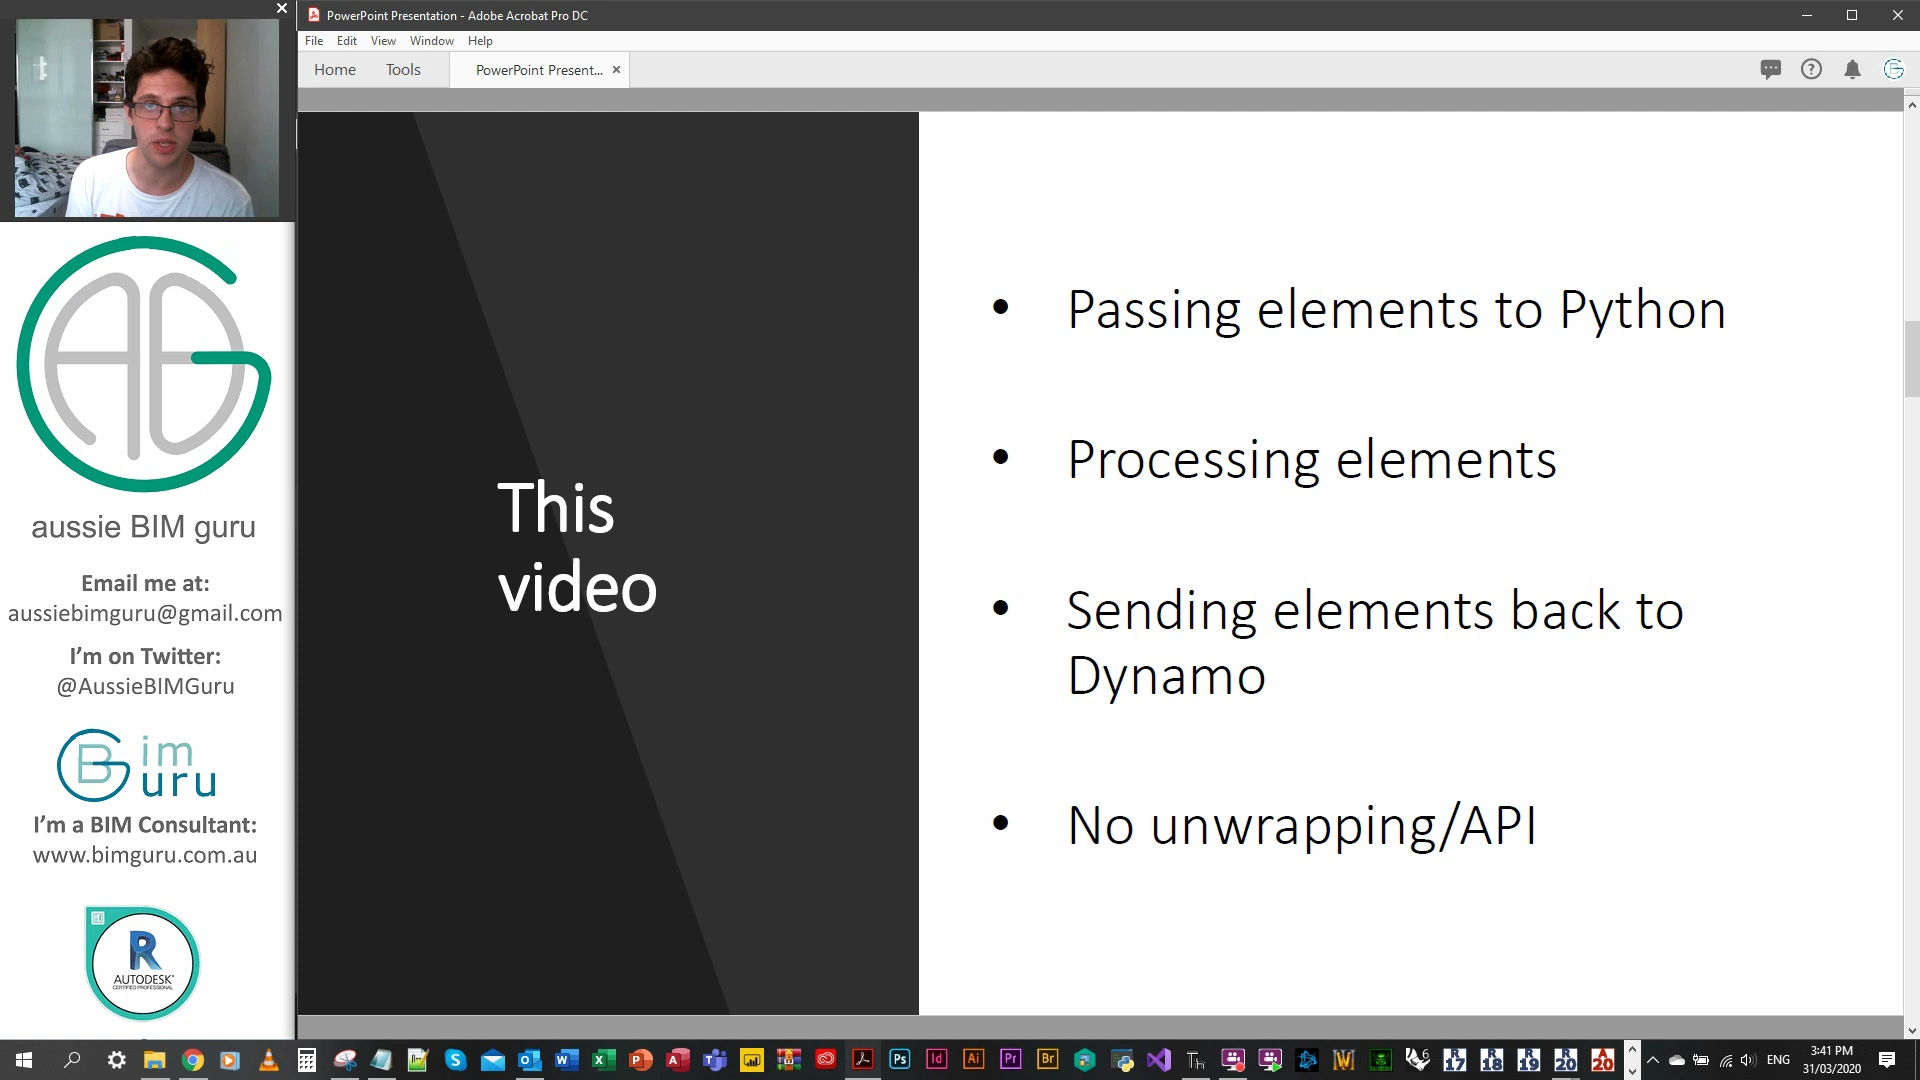 PowerPoint Presentation - Adobe Acrobat Pro DC
File Edit View Window Help
Home Tools PowerPoint Present...
This
video
• Passing elements to Python
• Processing elements
• Sending elements back to
Dynamo
• No unwrapping/API
aussie BIM guru
Email me at:
aussiebimguru@gmail.com
I'm on Twitter:
@AussieBIMGuru
BG im
uru
I'm a BIM Consultant:
www.bimguru.com.au
R
AUTODESK
CERTIFIED PROFESSIONAL
ENG
3:41 PM
31/03/2020